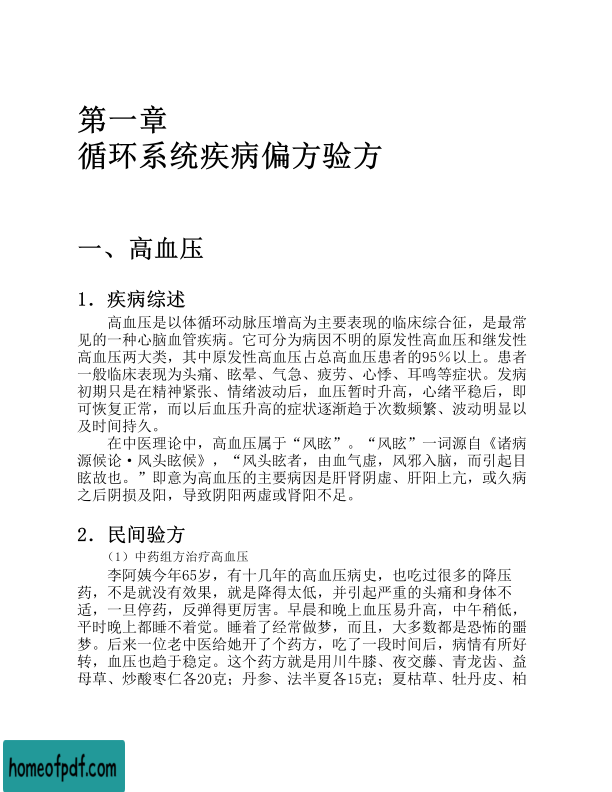 第一章
循环系统疾病偏方验方
一、高血压
1．疾病综述
高血压是以体循环动脉压增高为主要表现的临床综合征，是最常
见的一种心脑血管疾病。它可分为病因不明的原发性高血压和继发性
高血压两大类，其中原发性高血压占总高血压患者的95％以上。患者
一般临床表现为头痛、眩晕、气急、疲劳、心悸、耳鸣等症状。发病
初期只是在精神紧张、情绪波动后，血压暂时升高，心绪平稳后，即
可恢复正常，而以后血压升高的症状逐渐趋于次数频繁、波动明显以
及时间持久。
在中医理论中，高血压属于“风眩”。“风眩”一词源自《诸病
源候论·风头眩候》，“风头眩者，由血气虚，风邪入脑，而引起目
眩故也。”即意为高血压的主要病因是肝肾阴虚、肝阳上亢，或久病
之后阴损及阳，导致阴阳两虚或肾阳不足。
2．民间验方
（1）中药组方治疗高血压
李阿姨今年65岁，有十几年的高血压病史，也吃过很多的降压
药，不是就没有效果，就是降得太低，并引起严重的头痛和身体不
适，一旦停药，反弹得更厉害。早晨和晚上血压易升高，中午稍低，
平时晚上都睡不着觉。睡着了经常做梦，而且，大多数都是恐怖的噩
梦。后来一位老中医给她开了个药方，吃了一段时间后，病情有所好
转，血压也趋于稳定。这个药方就是用川牛膝、夜交藤、青龙齿、益
母草、炒酸枣仁各20克；丹参、法半夏各15克；夏枯草、牡丹皮、柏
homeofpdf.com